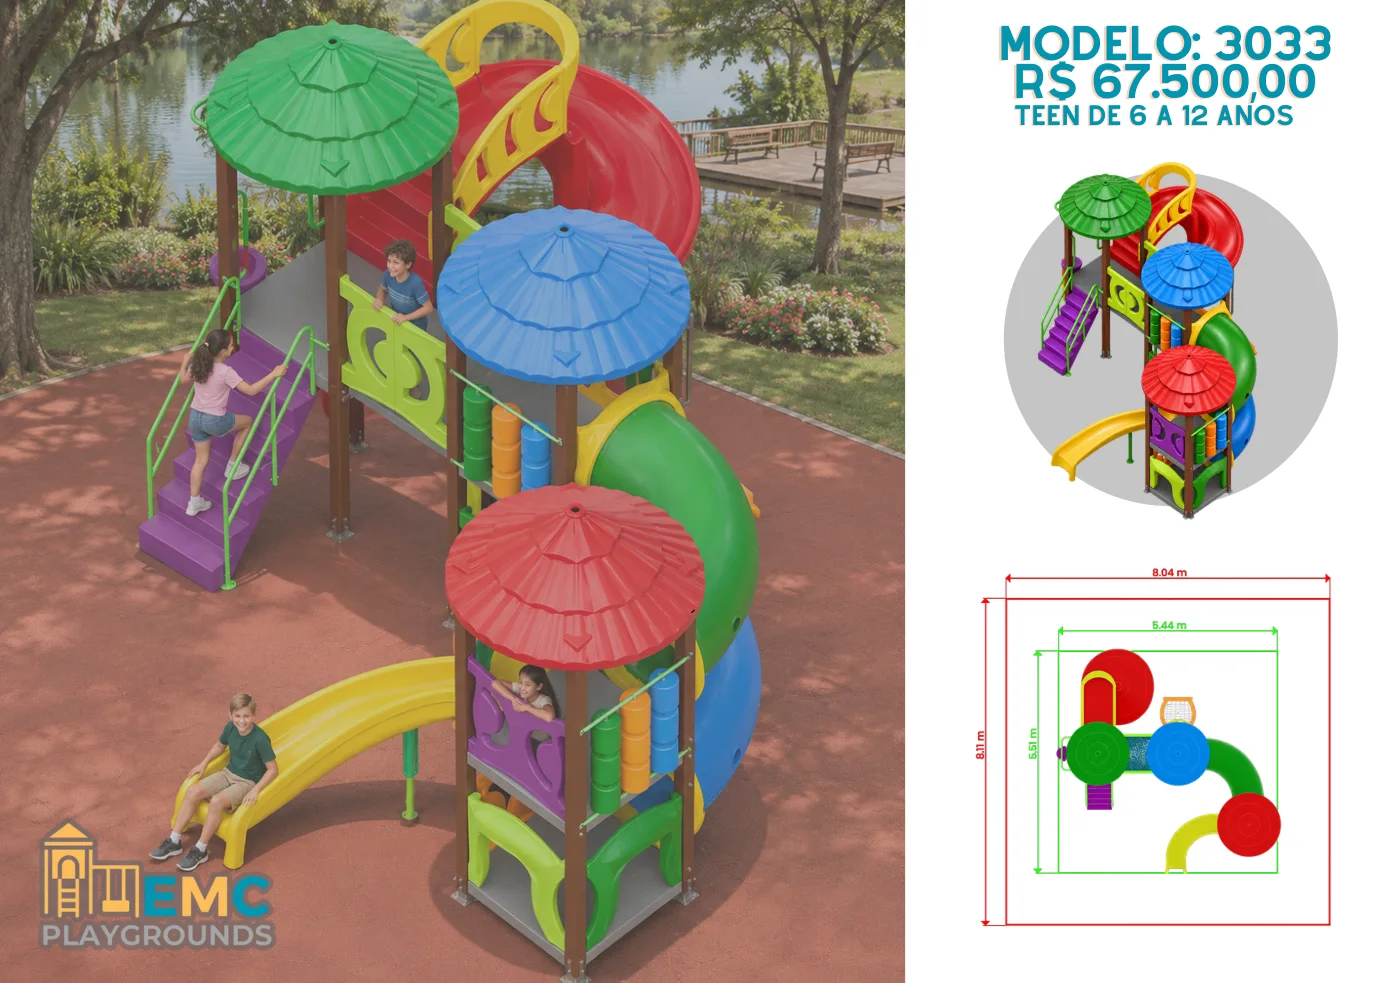 MODELO: 3033
R$ 67.500,00
TEEN DE 6 A 12 ANOS
8.04 m
5.44 m
8.11 m
5.51 m
EMC
PLAYGROUNDS